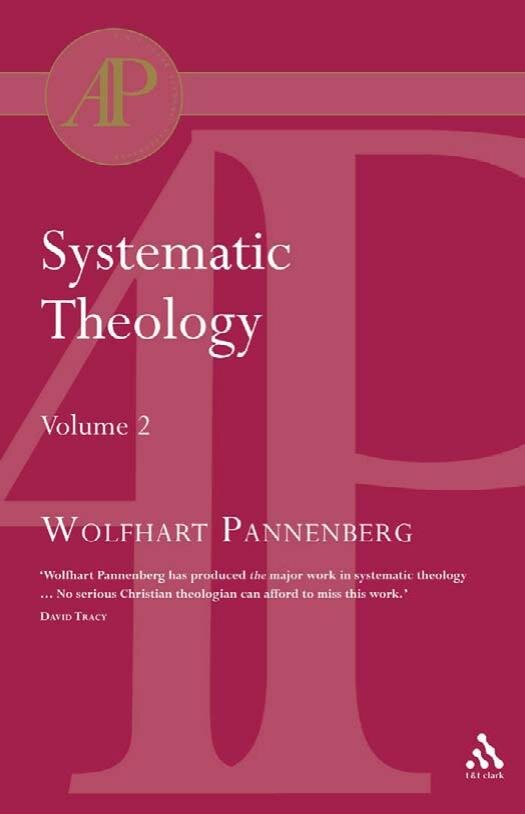 AP
Systematic
Theology
Volume 2
WOLFHART PANNENBERG
‘Wolfhart Pannenberg has produced the major work in systematic theology
... No serious Christian theologian can afford to miss this work.’
DAVID TRACY
t&t clark